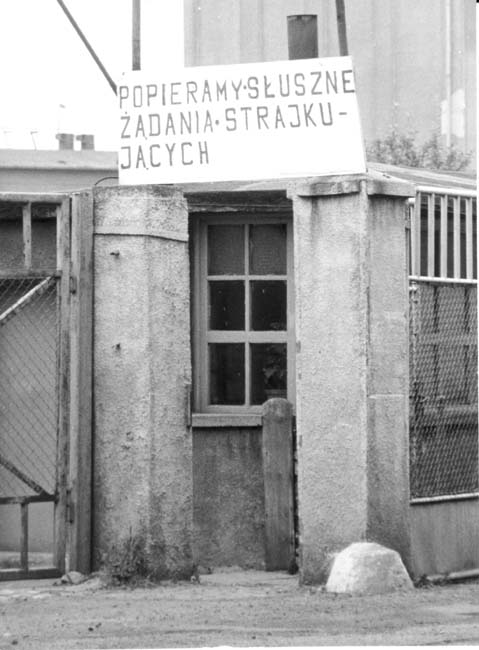 POPIERAMY·SŁUSZNE
ŻĄDANIA·STRAJKU-
JĄCYCH